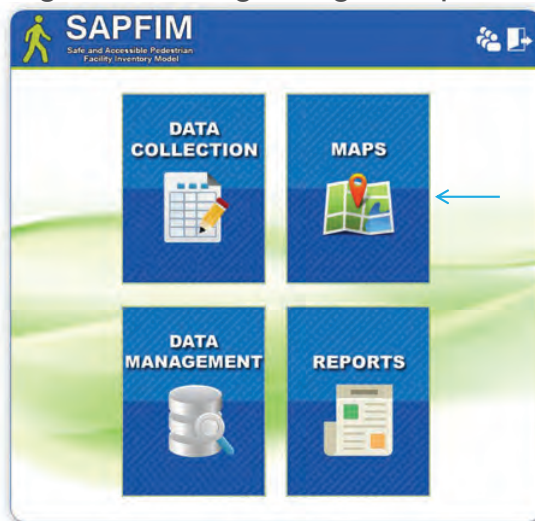 SAPFIM
Safe and Accessible Pedestrian
Facility Inventory Model
DATA
COLLECTION
MAPS
DATA
MANAGEMENT
REPORTS